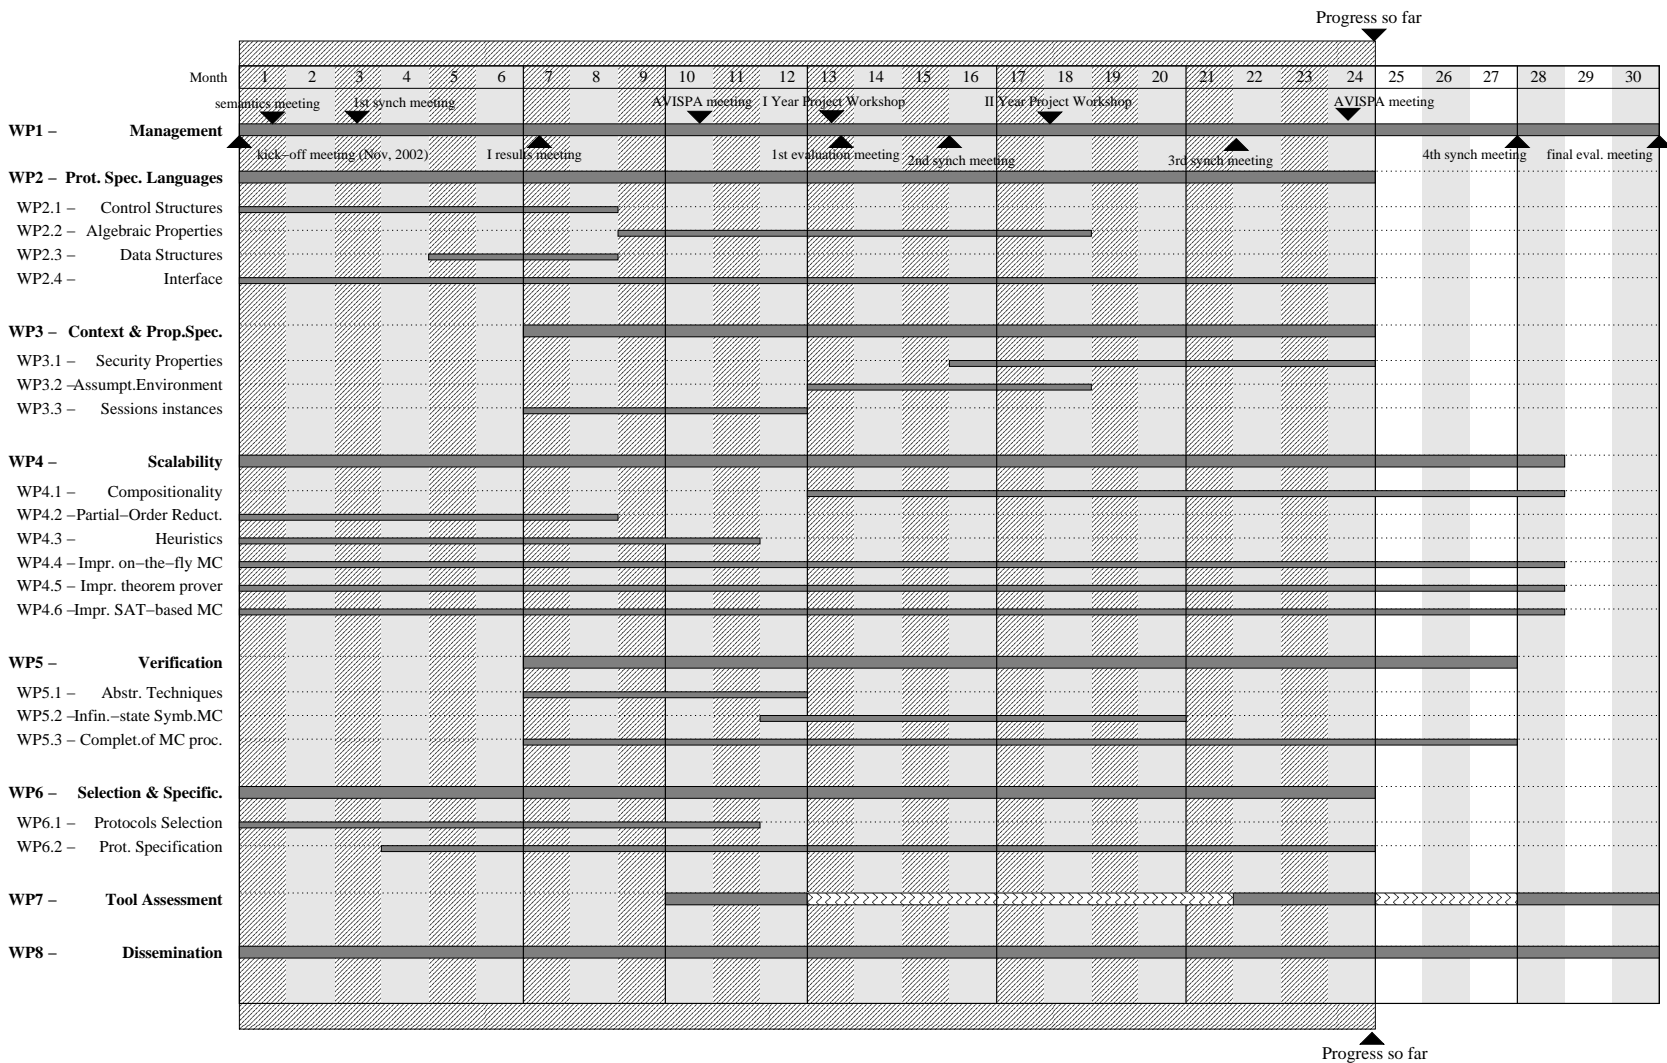 Progress so far
Month 1 2 3 4 5 6 7 8 9 10 11 12 13 14 15 16 17 18 19 20 21 22 23 24 25 26 27 28 29 30
semantics meeting 1st synch meeting AVISPA meeting I Year Project Workshop II Year Project Workshop AVISPA meeting
WP1 − Management
kick−off meeting (Nov, 2002) I results meeting 1st evaluation meeting 2nd synch meeting 3rd synch meeting 4th synch meeting final eval. meeting
WP2 − Prot. Spec. Languages
WP2.1 − Control Structures
WP2.2 − Algebraic Properties
WP2.3 − Data Structures
WP2.4 − Interface
WP3 − Context & Prop.Spec.
WP3.1 − Security Properties
WP3.2 −Assumpt.Environment
WP3.3 − Sessions instances
WP4 − Scalability
WP4.1 − Compositionality
WP4.2 −Partial−Order Reduct.
WP4.3 − Heuristics
WP4.4 − Impr. on−the−fly MC
WP4.5 − Impr. theorem prover
WP4.6 −Impr. SAT−based MC
WP5 − Verification
WP5.1 − Abstr. Techniques
WP5.2 −Infin.−state Symb.MC
WP5.3 − Complet.of MC proc.
WP6 − Selection & Specific.
WP6.1 − Protocols Selection
WP6.2 − Prot. Specification
WP7 − Tool Assessment
WP8 − Dissemination
Progress so far